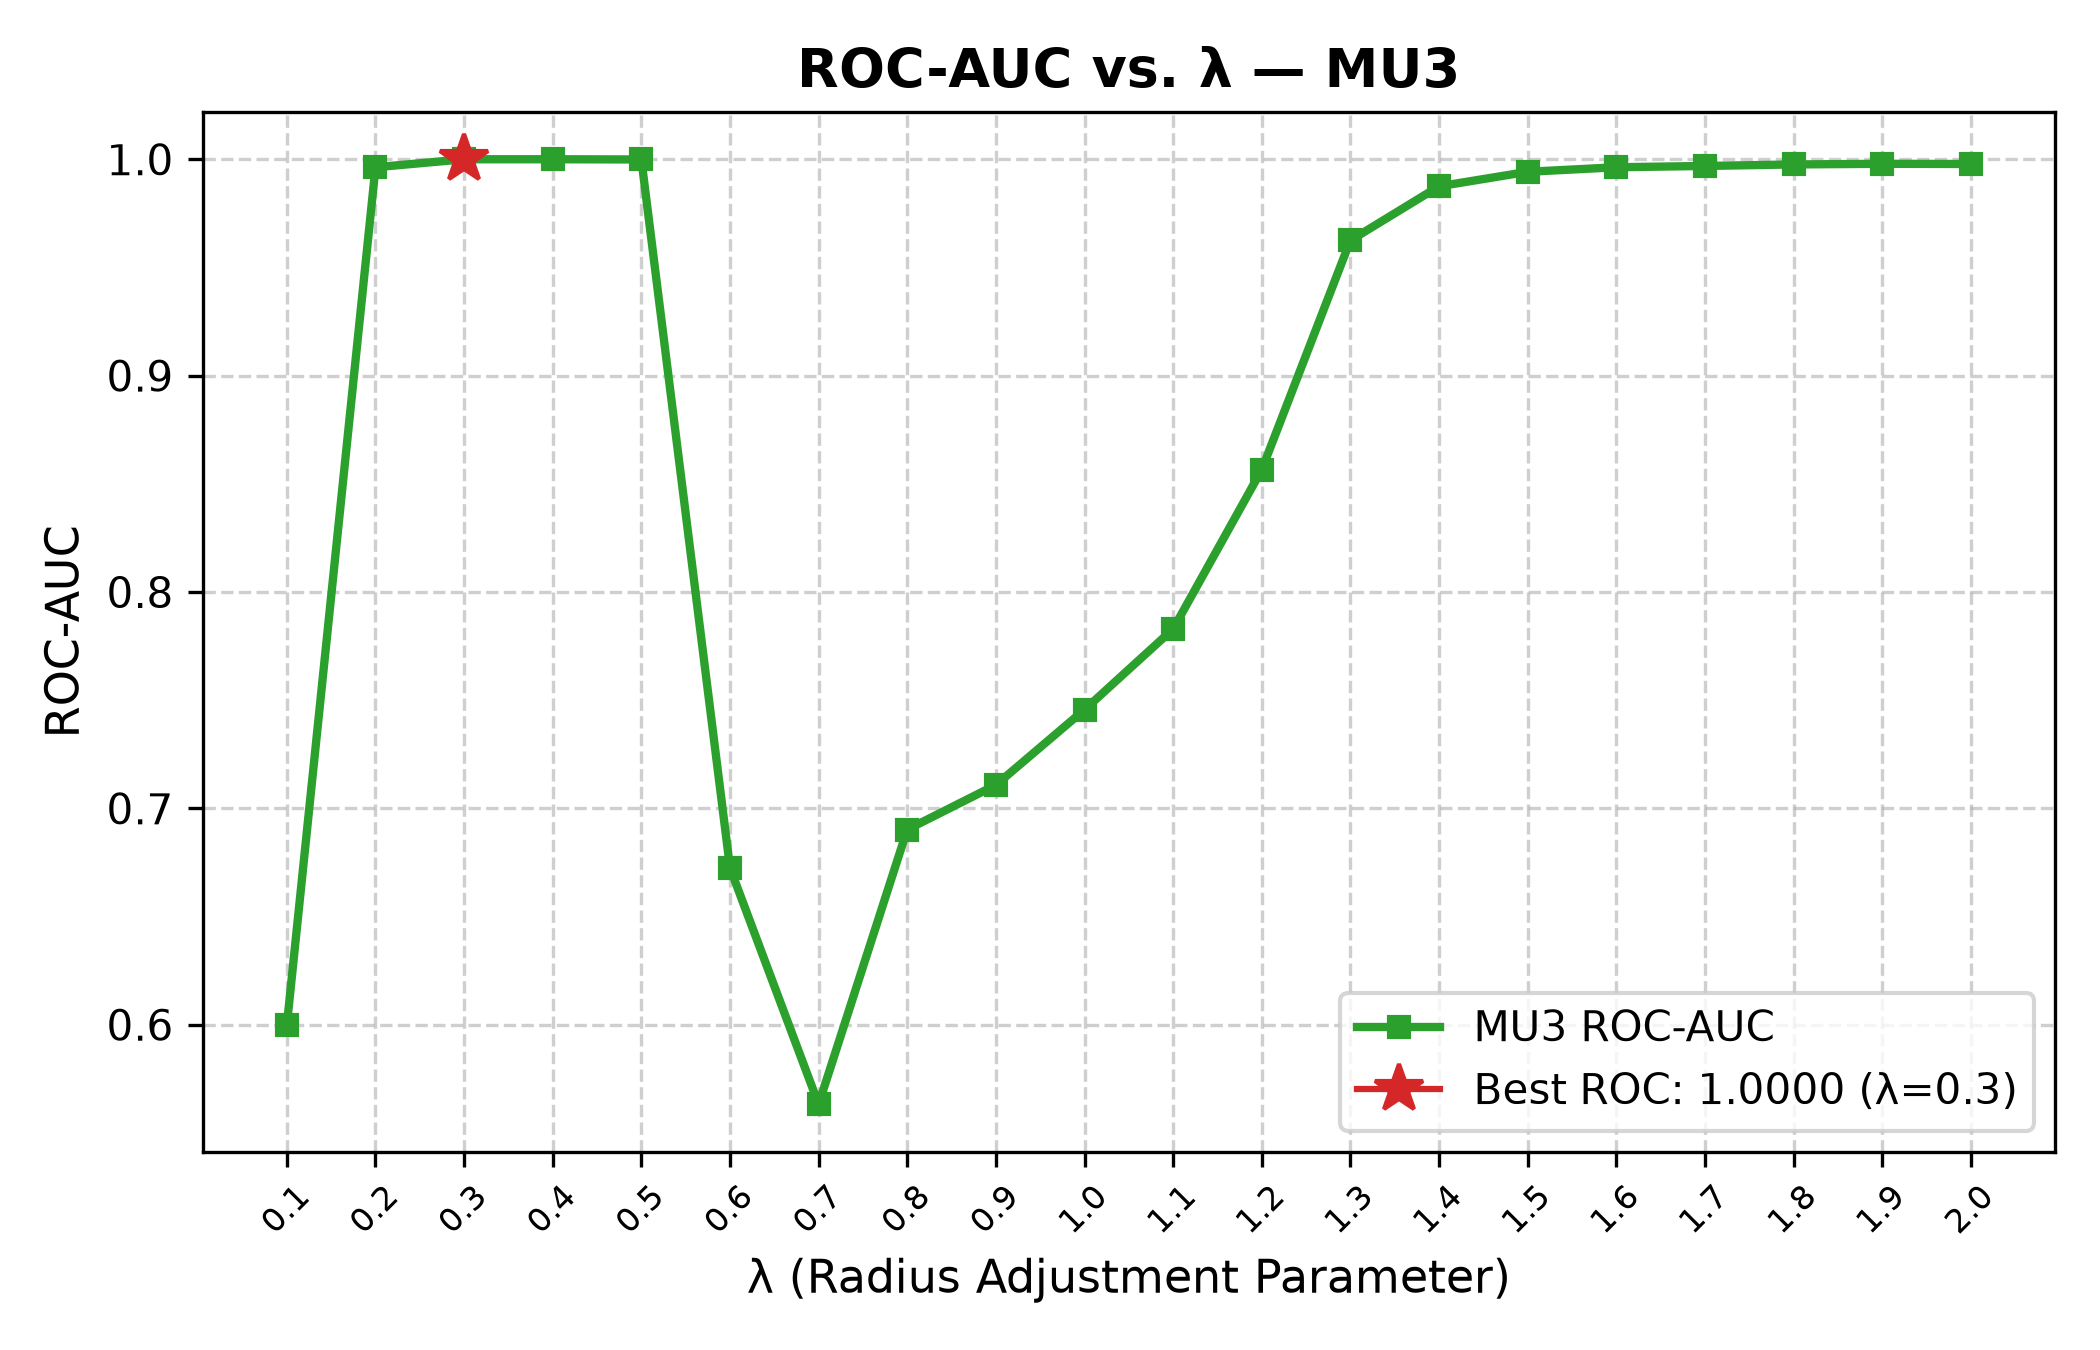 ROC-AUC vs. λ — MU3
ROC-AUC
1.0
0.9
0.8
0.7
0.6
MU3 ROC-AUC
Best ROC: 1.0000 (λ=0.3)
0.1 0.2 0.3 0.4 0.5 0.6 0.7 0.8 0.9 1.0 1.1 1.2 1.3 1.4 1.5 1.6 1.7 1.8 1.9 2.0
λ (Radius Adjustment Parameter)